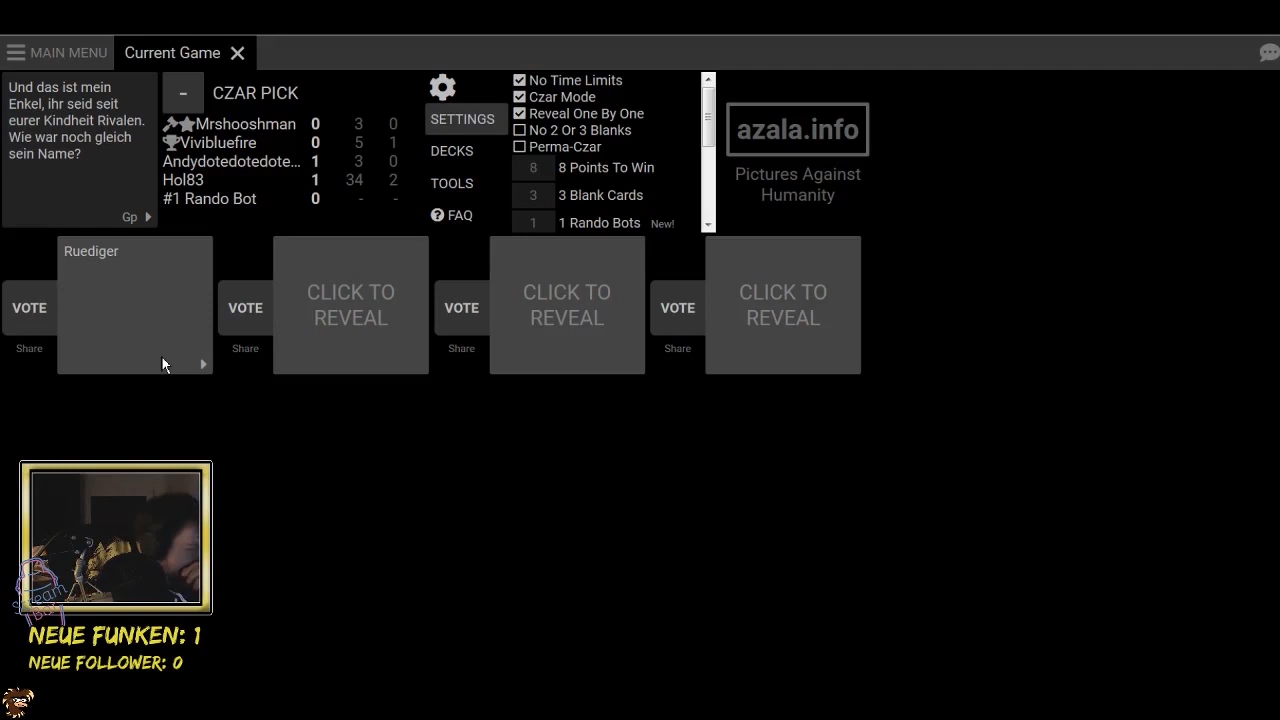 MAIN MENU
Current Game
Und das ist mein
Enkel, ihr seid seit
eurer Kindheit Rivalen.
Wie war noch gleich
sein Name?
Gp
-
CZAR PICK
Mrshooshman 0 3 0
Vivibluefire 0 5 1
Andydotedotedote... 1 3 0
Hol83 1 34 2
#1 Rando Bot 0 - -
SETTINGS
DECKS
TOOLS
FAQ
No Time Limits
Czar Mode
Reveal One By One
No 2 Or 3 Blanks
Perma-Czar
8 8 Points To Win
3 3 Blank Cards
1 1 Rando Bots New!
azala.info
Pictures Against
Humanity
VOTE
Share
Ruediger
VOTE
Share
CLICK TO
REVEAL
VOTE
Share
CLICK TO
REVEAL
VOTE
Share
CLICK TO
REVEAL
Stream
NEUE FUNKEN: 1
NEUE FOLLOWER: 0